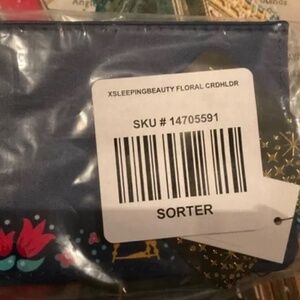 XSLEEPINGBEAUTY FLORAL CRDHLDR
SKU # 14705591
SORTER